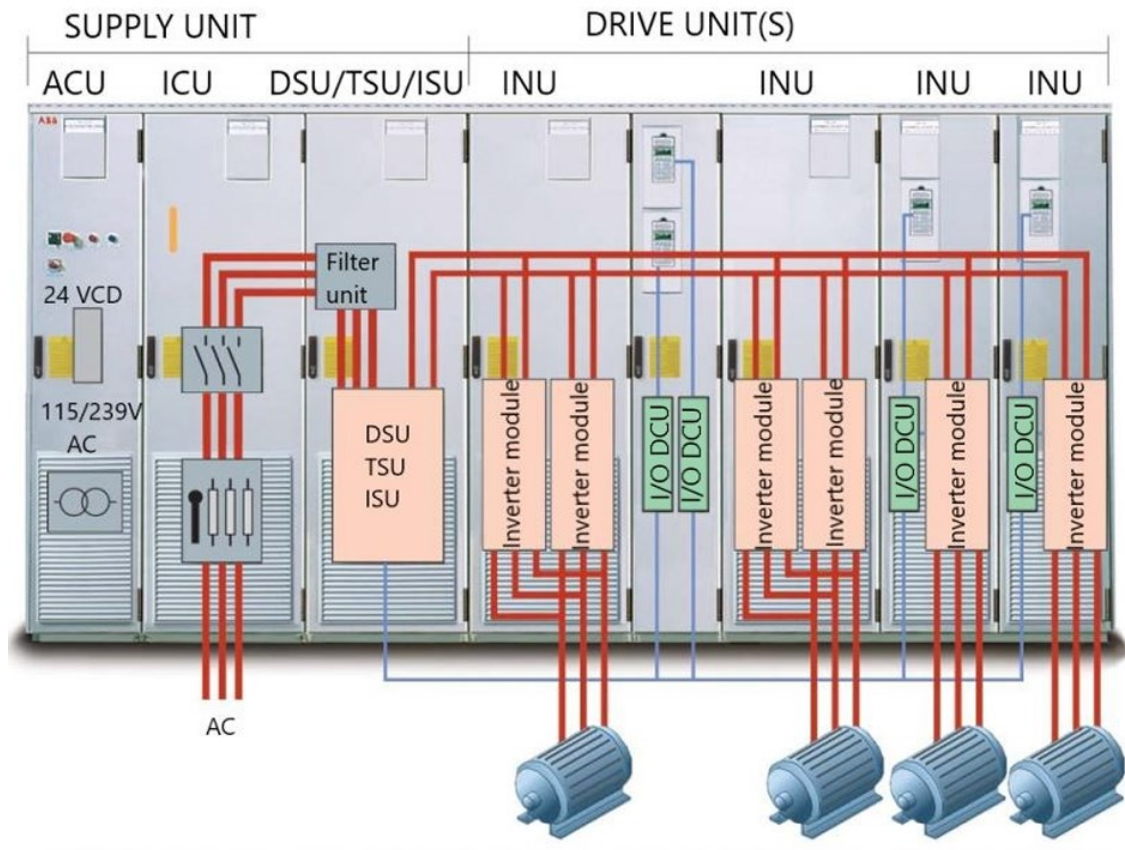 SUPPLY UNIT
DRIVE UNIT(S)
ACU
ICU
DSU/TSU/ISU
INU
INU
INU
INU
ABB
Filter
unit
24 VCD
115/239V
AC
DSU
TSU
ISU
Inverter module
Inverter module
I/O DCU
I/O DCU
Inverter module
Inverter module
I/O DCU
Inverter module
I/O DCU
Inverter module
AC